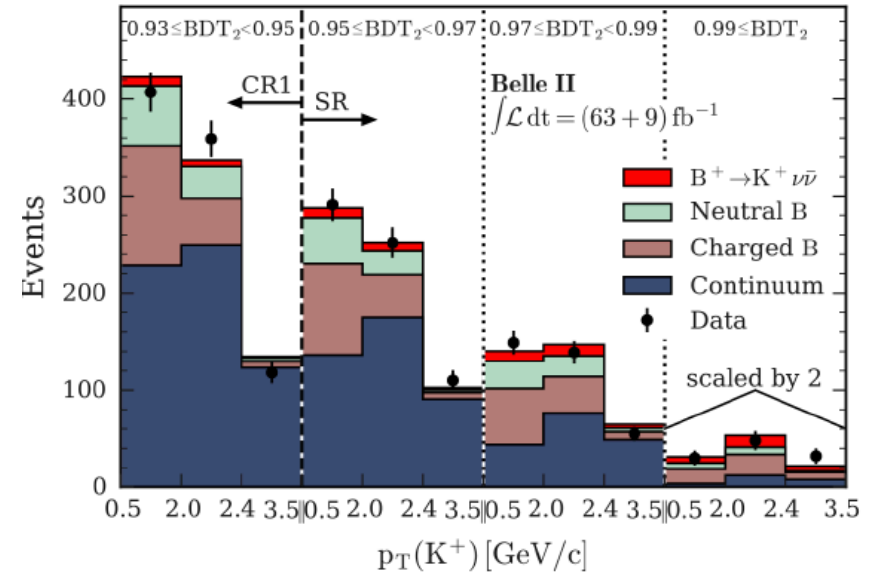 0.93≤BDT₂<0.95 0.95≤BDT₂<0.97 0.97≤BDT₂<0.99 0.99≤BDT₂
CR1
SR
Belle II
∫ℒ dt = (63 + 9) fb⁻¹
B⁺→K⁺νν̄
Neutral B
Charged B
Continuum
Data
scaled by 2
Events
400
300
200
100
0
0.5 2.0 2.4 3.5||0.5 2.0 2.4 3.5||0.5 2.0 2.4 3.5||0.5 2.0 2.4 3.5
p_T(K⁺) [GeV/c]